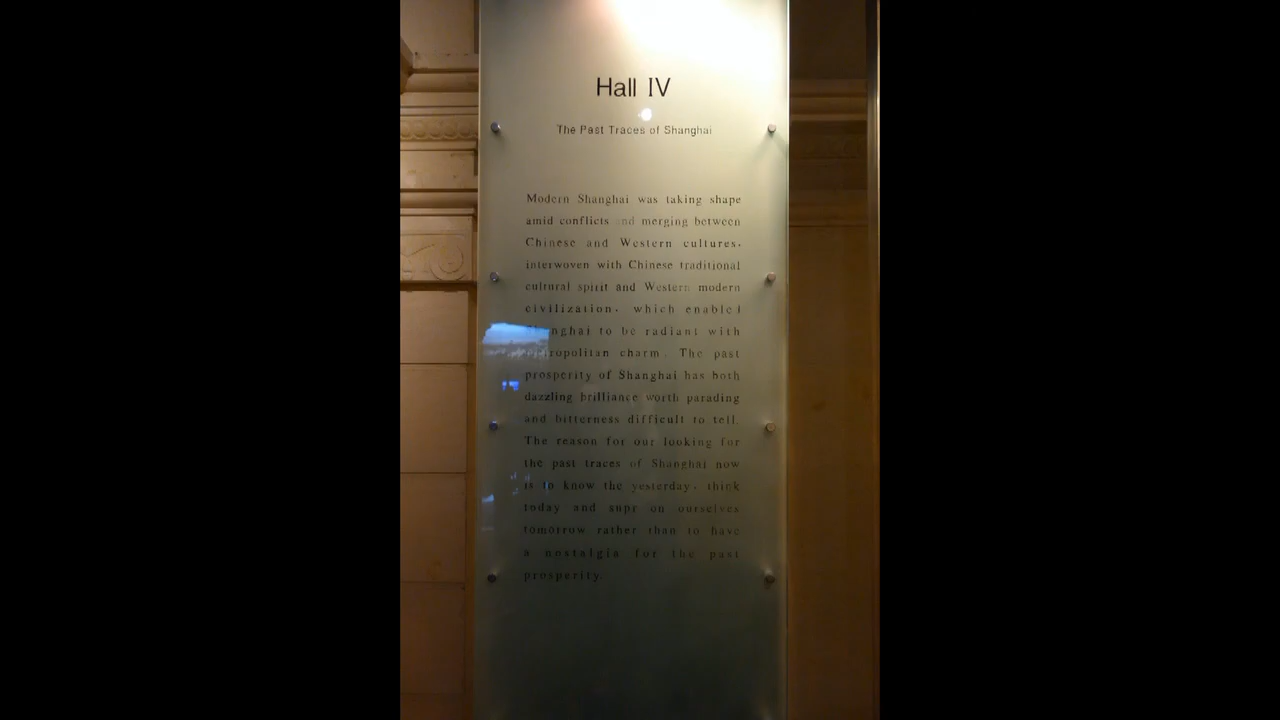 Hall IV
The Past Traces of Shanghai
Modern Shanghai was taking shape
amid conflicts and merging between
Chinese and Western cultures,
interwoven with Chinese traditional
cultural spirit and Western modern
civilization, which enabled
Shanghai to be radiant with
metropolitan charm. The past
prosperity of Shanghai has both
dazzling brilliance worth parading
and bitterness difficult to tell.
The reason for our looking for
the past traces of Shanghai now
is to know the yesterday, think
today and supr on ourselves
tomorrow rather than to have
a nostalgia for the past
prosperity.